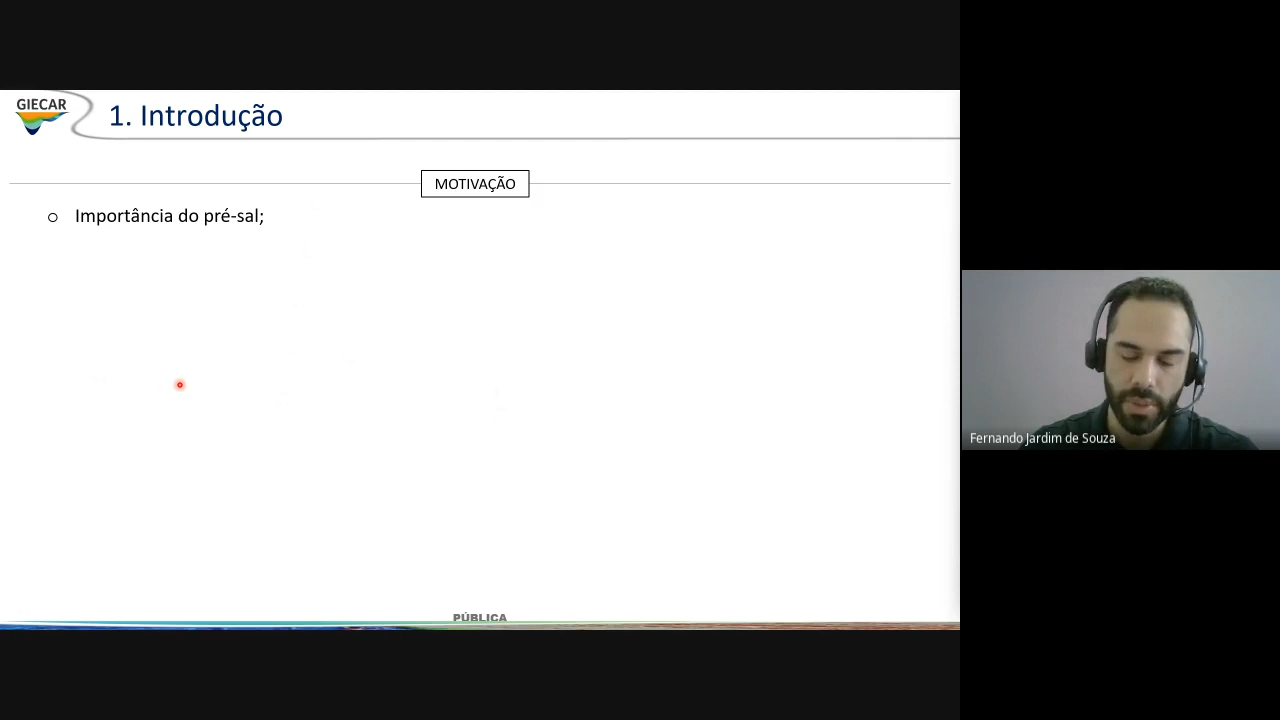 GIECAR
1. Introdução
MOTIVAÇÃO
o Importância do pré-sal;
Fernando Jardim de Souza
PÚBLICA